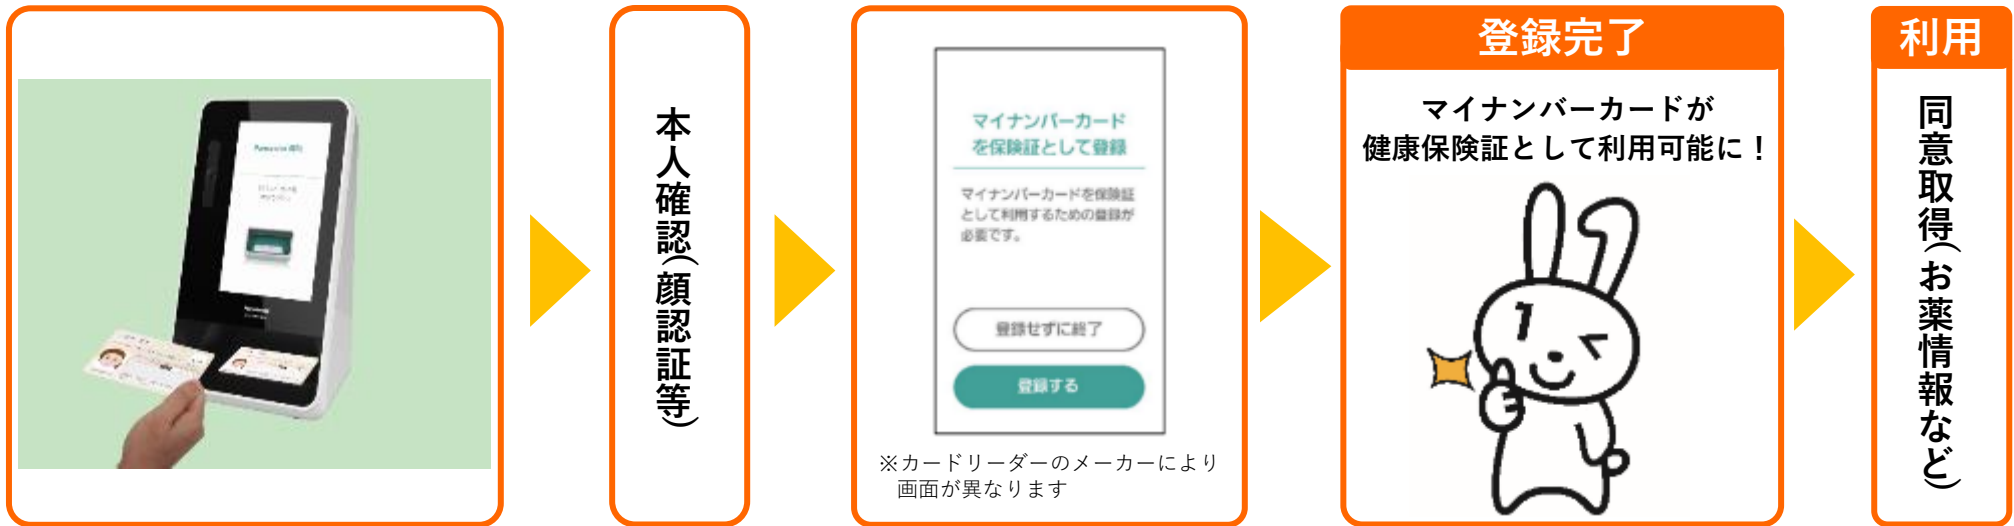 本人確認(顔認証等)
マイナンバーカード
を保険証として登録
マイナンバーカードを保険証
として利用するための登録が
必要です。
登録せずに終了
登録する
※カードリーダーのメーカーにより
画面が異なります
登録完了
マイナンバーカードが
健康保険証として利用可能に！
利用
同意取得(お薬情報など)